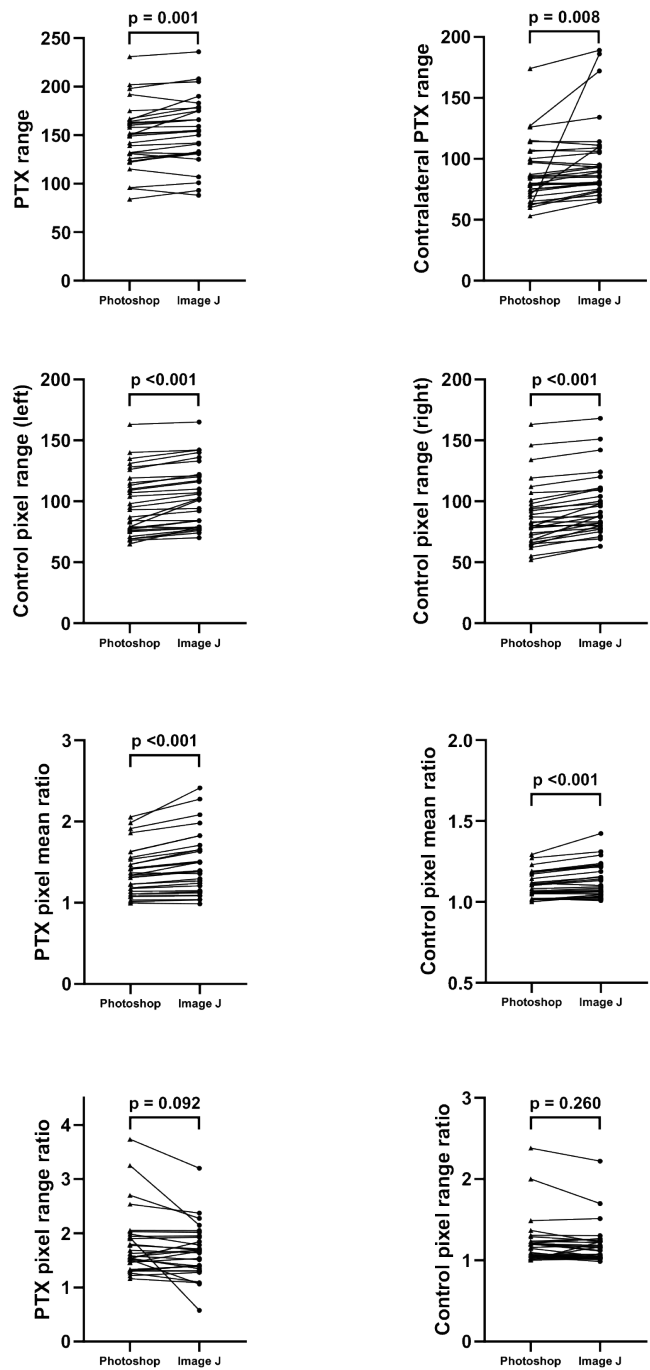 p = 0.001
PTX range
250
200
150
100
50
0
Photoshop Image J
p = 0.008
Contralateral PTX range
200
150
100
50
0
Photoshop Image J
p <0.001
Control pixel range (left)
200
150
100
50
0
Photoshop Image J
p <0.001
Control pixel range (right)
200
150
100
50
0
Photoshop Image J
p <0.001
PTX pixel mean ratio
3
2
1
0
Photoshop Image J
p <0.001
Control pixel mean ratio
2.0
1.5
1.0
0.5
Photoshop Image J
p = 0.092
PTX pixel range ratio
4
3
2
1
0
Photoshop Image J
p = 0.260
Control pixel range ratio
3
2
1
0
Photoshop Image J